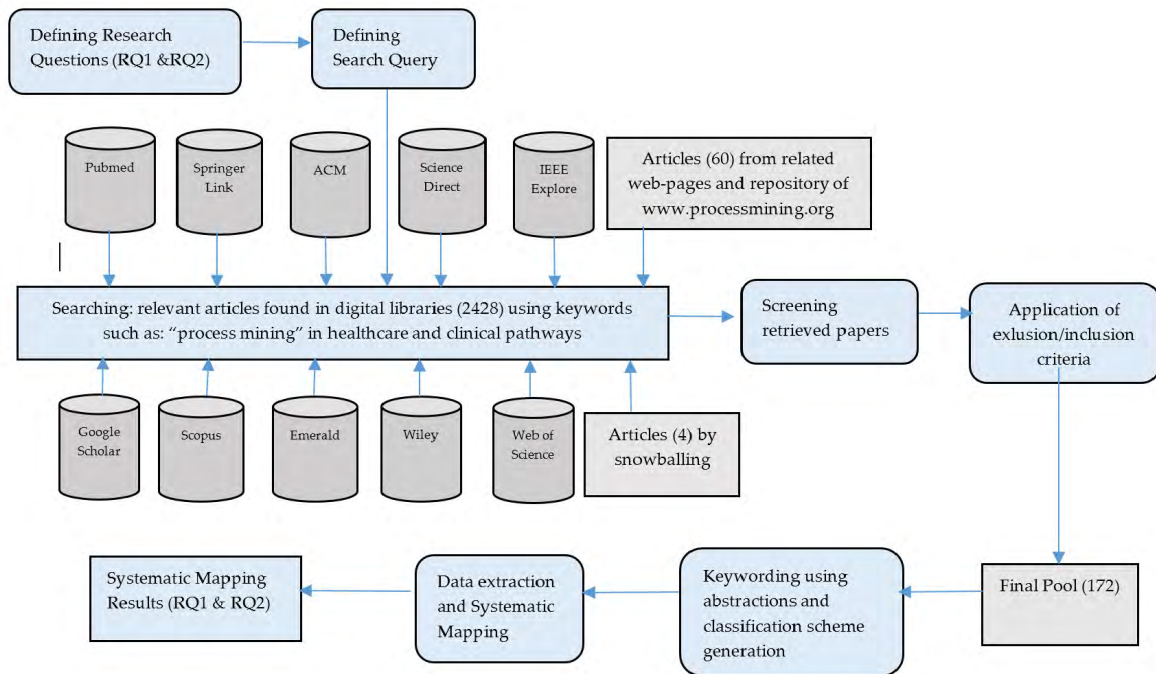 Defining Research
Questions (RQ1 &RQ2)
Defining
Search Query
Pubmed
Springer
Link
ACM
Science
Direct
IEEE
Explore
Articles (60) from related
web-pages and repository of
www.processmining.org
Searching: relevant articles found in digital libraries (2428) using keywords
such as: “process mining” in healthcare and clinical pathways
Screening
retrieved papers
Application of
exlusion/inclusion
criteria
Google
Scholar
Scopus
Emerald
Wiley
Web of
Science
Articles (4) by
snowballing
Systematic Mapping
Results (RQ1 & RQ2)
Data extraction
and Systematic
Mapping
Keywording using
abstractions and
classification scheme
generation
Final Pool (172)